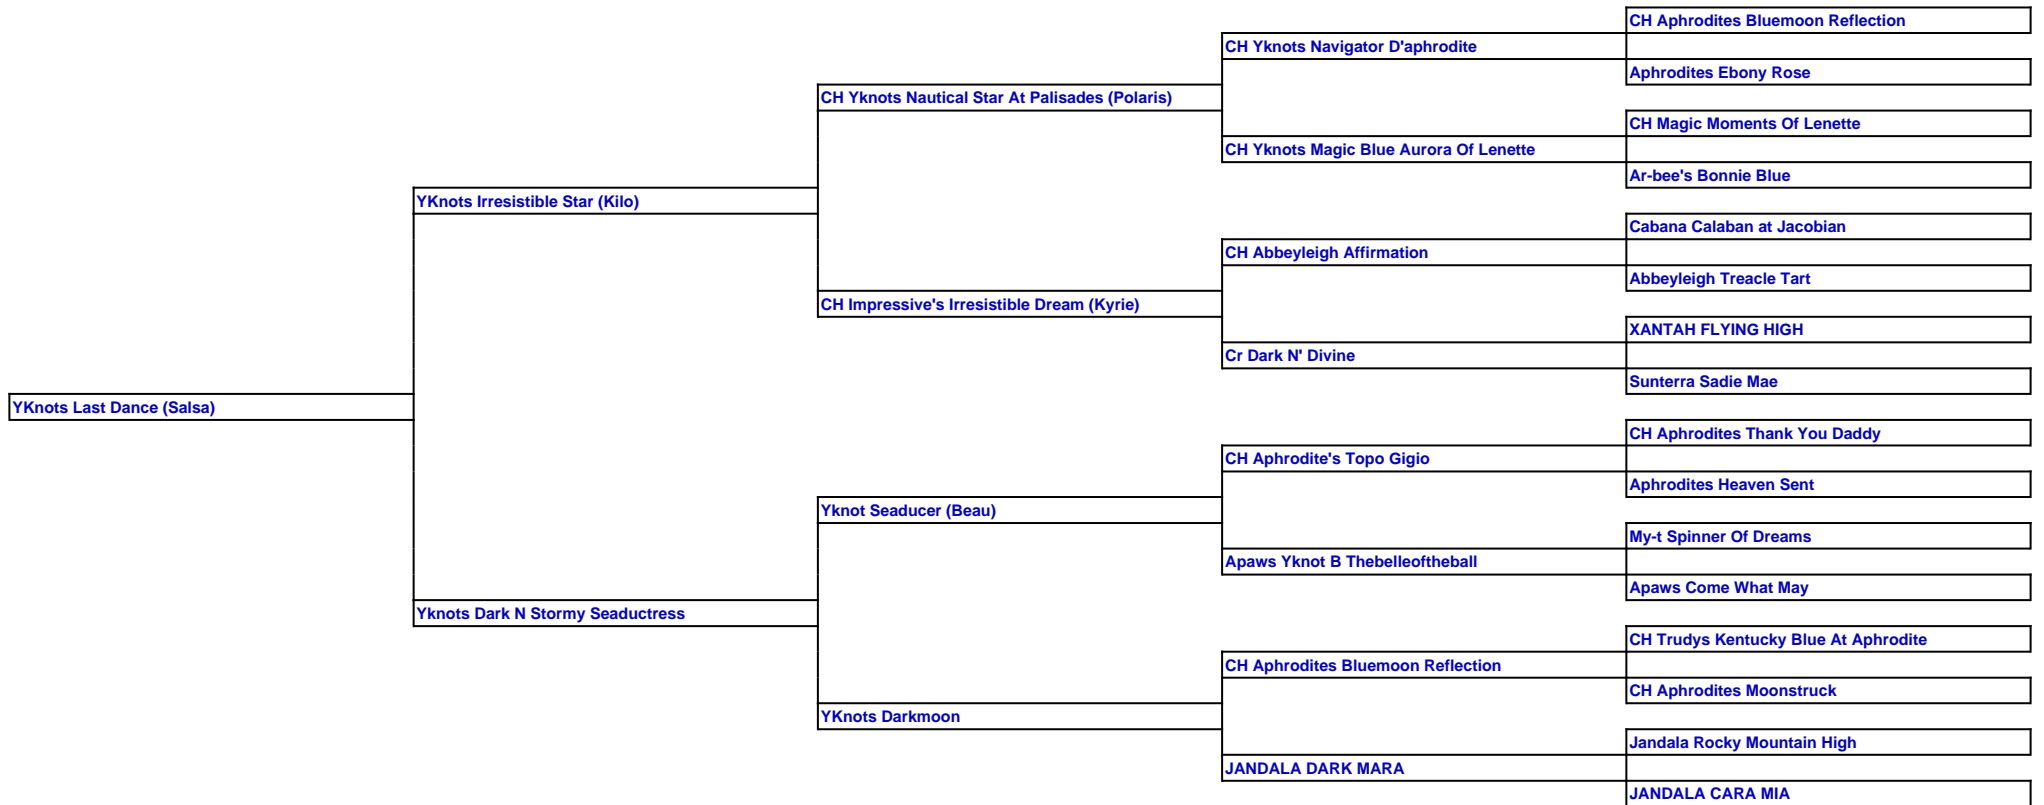 CH Aphrodites Bluemoon Reflection
CH Yknots Navigator D'aphrodite
Aphrodites Ebony Rose
CH Yknots Nautical Star At Palisades (Polaris)
CH Magic Moments Of Lenette
CH Yknots Magic Blue Aurora Of Lenette
Ar-bee's Bonnie Blue
YKnots Irresistible Star (Kilo)
Cabana Calaban at Jacobian
CH Abbeyleigh Affirmation
Abbeyleigh Treacle Tart
CH Impressive's Irresistible Dream (Kyrie)
XANTAH FLYING HIGH
Cr Dark N' Divine
Sunterra Sadie Mae
YKnots Last Dance (Salsa)
CH Aphrodites Thank You Daddy
CH Aphrodite's Topo Gigio
Aphrodites Heaven Sent
Yknot Seaducer (Beau)
My-t Spinner Of Dreams
Apaws Yknot B Thebelleoftheball
Apaws Come What May
Yknots Dark N Stormy Seaductress
CH Trudys Kentucky Blue At Aphrodite
CH Aphrodites Bluemoon Reflection
CH Aphrodites Moonstruck
YKnots Darkmoon
Jandala Rocky Mountain High
JANDALA DARK MARA
JANDALA CARA MIA